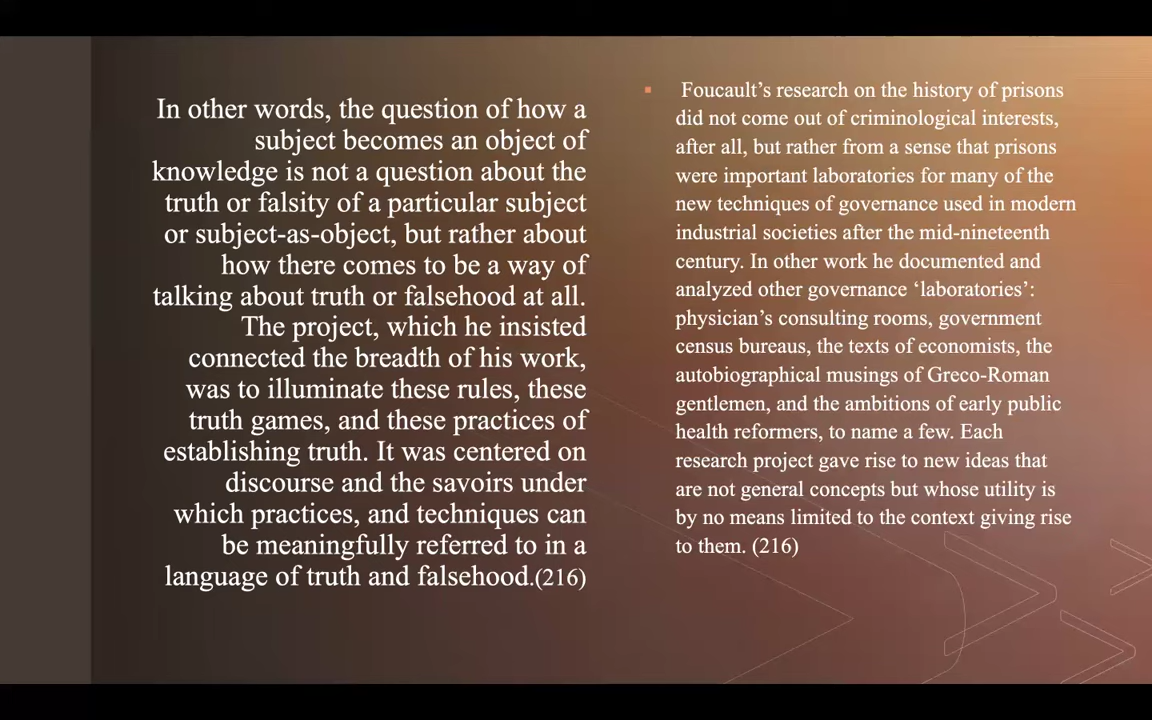 In other words, the question of how a
subject becomes an object of
knowledge is not a question about the
truth or falsity of a particular subject
or subject-as-object, but rather about
how there comes to be a way of
talking about truth or falsehood at all.
The project, which he insisted
connected the breadth of his work,
was to illuminate these rules, these
truth games, and these practices of
establishing truth. It was centered on
discourse and the savoirs under
which practices, and techniques can
be meaningfully referred to in a
language of truth and falsehood.(216)
▪ Foucault’s research on the history of prisons
did not come out of criminological interests,
after all, but rather from a sense that prisons
were important laboratories for many of the
new techniques of governance used in modern
industrial societies after the mid-nineteenth
century. In other work he documented and
analyzed other governance ‘laboratories’:
physician’s consulting rooms, government
census bureaus, the texts of economists, the
autobiographical musings of Greco-Roman
gentlemen, and the ambitions of early public
health reformers, to name a few. Each
research project gave rise to new ideas that
are not general concepts but whose utility is
by no means limited to the context giving rise
to them. (216)